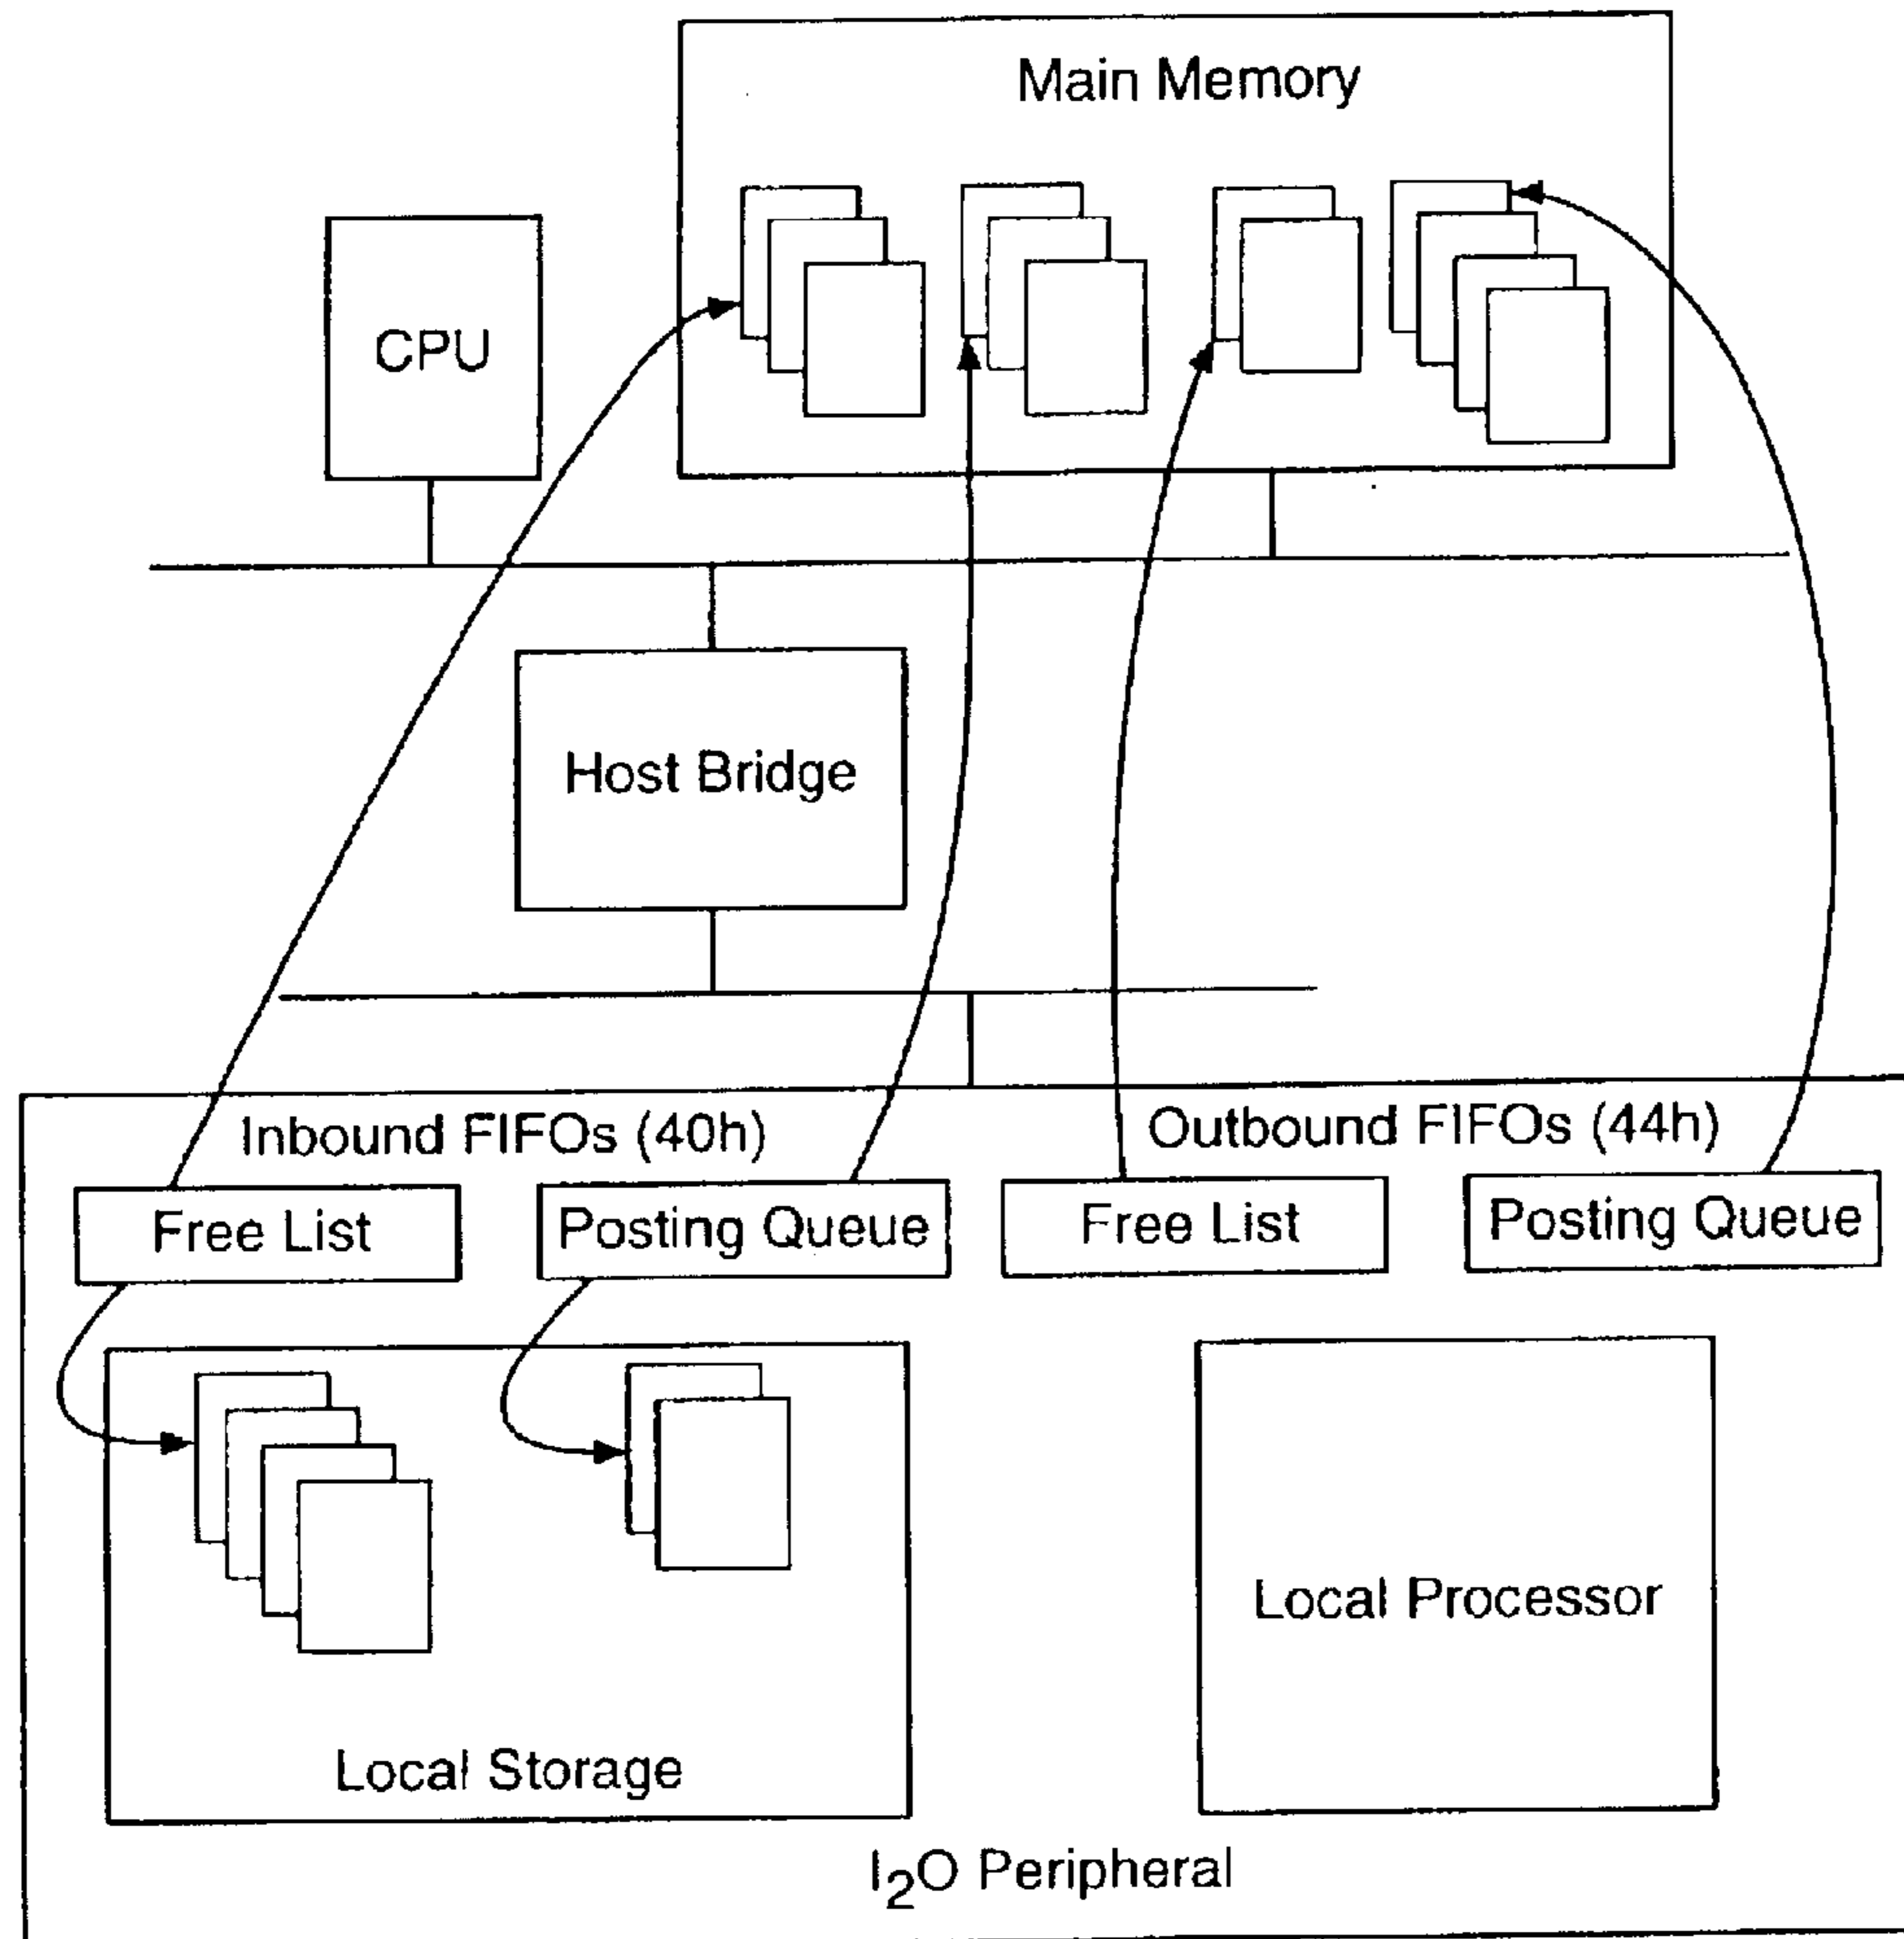 Main Memory
CPU
Host Bridge
Inbound FIFOs (40h)
Outbound FIFOs (44h)
Free List
Posting Queue
Free List
Posting Queue
Local Processor
Local Storage
I₂O Peripheral